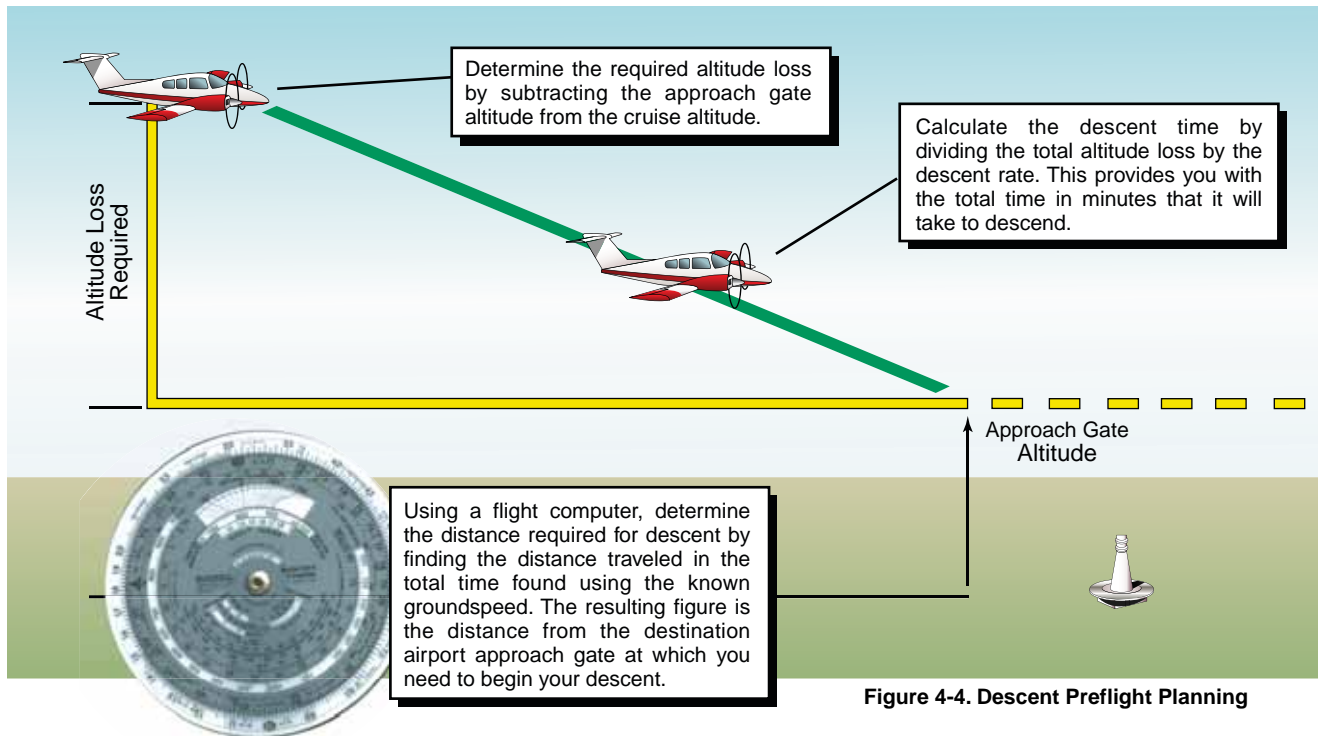 Determine the required altitude loss
by subtracting the approach gate
altitude from the cruise altitude.
Calculate the descent time by
dividing the total altitude loss by the
descent rate. This provides you with
the total time in minutes that it will
take to descend.
Altitude Loss
Required
Approach Gate
Altitude
Using a flight computer, determine
the distance required for descent by
finding the distance traveled in the
total time found using the known
groundspeed. The resulting figure is
the distance from the destination
airport approach gate at which you
need to begin your descent.
Figure 4-4. Descent Preflight Planning